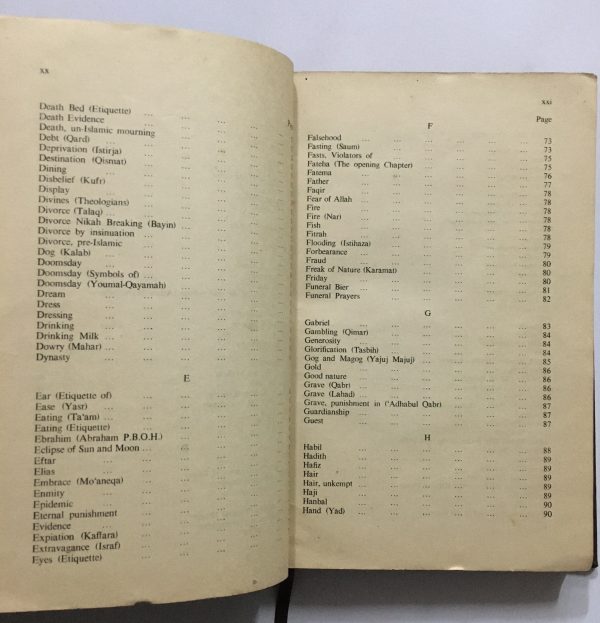 xx
Death Bed (Etiquette) ... ... ... ...
Death Evidence ... ... ... ...
Death, un-Islamic mourning ... ... ...
Debt (Qard) ... ... ... ...
Deprivation (Istirja) ... ... ... ...
Destination (Qismat) ... ... ... ...
Dining ... ... ... ... ...
Disbelief (Kufr) ... ... ... ...
Display ... ... ... ... ...
Divines (Theologians) ... ... ... ...
Divorce (Talaq) ... ... ... ... ...
Divorce Nikah Breaking (Bayin) ... ... ...
Divorce by insinuation ... ... ... ...
Divorce, pre-Islamic ... ... ... ...
Dog (Kalab) ... ... ... ... ...
Doomsday ... ... ... ... ...
Doomsday (Symbols of) ... ... ... ...
Doomsday (Youmal-Qayamah) ... ... ...
Dream ... ... ... ... ...
Dress ... ... ... ... ...
Dressing ... ... ... ... ...
Drinking ... ... ... ... ...
Drinking Milk ... ... ... ... ...
Dowry (Mahar) ... ... ... ... ...
Dynasty ... ... ... ... ...
E
Ear (Etiquette of) ... ... ... ...
Ease (Yasr) ... ... ... ... ...
Eating (Ta'am) ... ... ... ... ...
Eating (Etiquette) ... ... ... ...
Ebrahim (Abraham P.B.O.H.) ... ... ...
Eclipse of Sun and Moon ... ... ... ...
Eftar ... ... ... ... ...
Elias ... ... ... ... ...
Embrace (Mo'aneqa) ... ... ... ...
Enmity ... ... ... ... ...
Epidemic ... ... ... ... ...
Eternal punishment ... ... ... ...
Evidence ... ... ... ... ...
Expiation (Kaffara) ... ... ... ...
Extravagance (Israf) ... ... ... ...
Eyes (Etiquette) ... ... ... ...
xxi
F Page
Falsehood ... ... ... ... ... 73
Fasting (Saum) ... ... ... ... ... 73
Fasts, Violators of ... ... ... ... 75
Fateha (The opening Chapter) ... ... ... ... 75
Fatema ... ... ... ... ... 76
Father ... ... ... ... ... 77
Faqir ... ... ... ... ... 78
Fear of Allah ... ... ... ... ... 78
Fire ... ... ... ... ... 78
Fire (Nar) ... ... ... ... ... 78
Fish ... ... ... ... ... 78
Fitrah ... ... ... ... ... 78
Flooding (Istihaza) ... ... ... ... 79
Forbearance ... ... ... ... ... 79
Fraud ... ... ... ... ... 80
Freak of Nature (Karamat) ... ... ... ... 80
Friday ... ... ... ... ... 80
Funeral Bier ... ... ... ... ... 81
Funeral Prayers ... ... ... ... ... 82
G
Gabriel ... ... ... ... ... 83
Gambling (Qimar) ... ... ... ... 84
Generosity ... ... ... ... ... 84
Glorification (Tasbih) ... ... ... ... 84
Gog and Magog (Yajuj Majuj) ... ... ... ... 85
Gold ... ... ... ... ... 86
Good nature ... ... ... ... ... 86
Grave (Qabr) ... ... ... ... ... 86
Grave (Lahad) ... ... ... ... ... 86
Grave, punishment in ('Adhabul Qabr) ... ... ... 87
Guardianship ... ... ... ... ... 87
Guest ... ... ... ... ... 87
H
Habil ... ... ... ... ... 88
Hadith ... ... ... ... ... 89
Hafiz ... ... ... ... ... 89
Hair ... ... ... ... ... 89
Hair, unkempt ... ... ... ... ... 89
Haji ... ... ... ... ... 89
Hanbal ... ... ... ... ... 90
Hand (Yad) ... ... ... ... ... 90